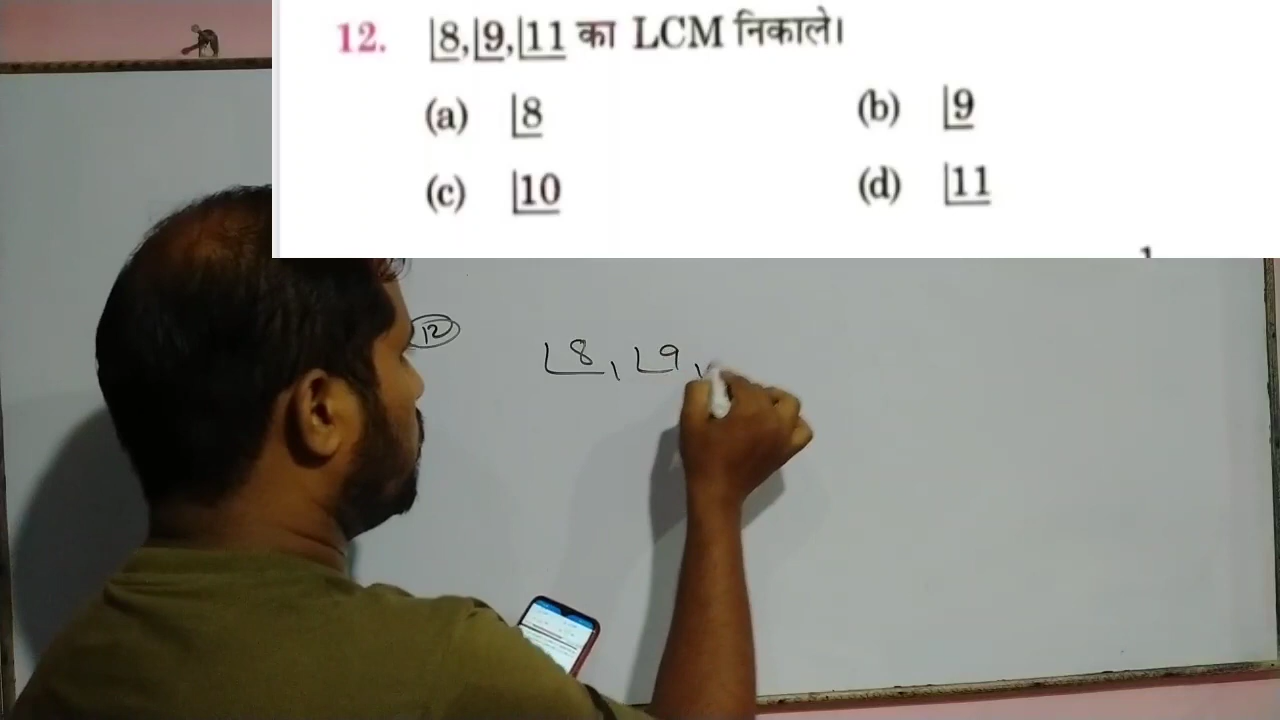 12. |8, |9, |11 का LCM निकाले।
(a) |8 (b) |9
(c) |10 (d) |11
12 |8, |9,